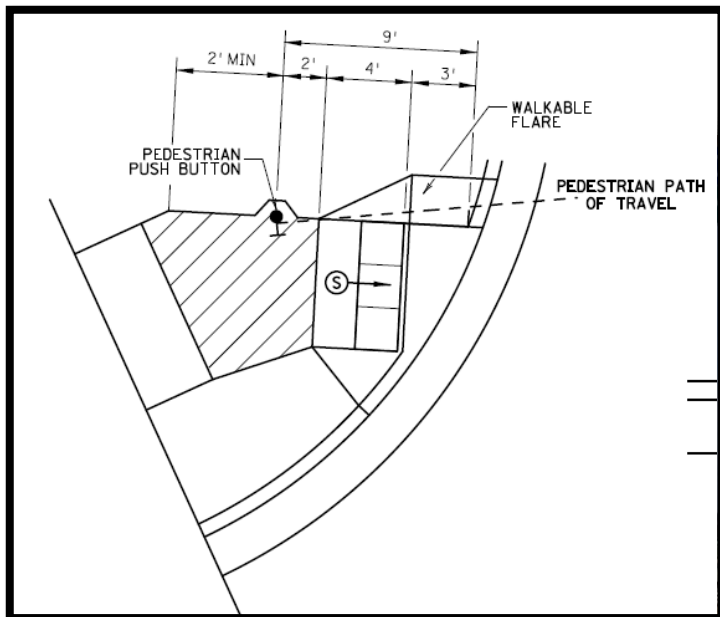 9'
2' MIN
2'
4'
3'
WALKABLE
FLARE
PEDESTRIAN
PUSH BUTTON
PEDESTRIAN PATH
OF TRAVEL
S